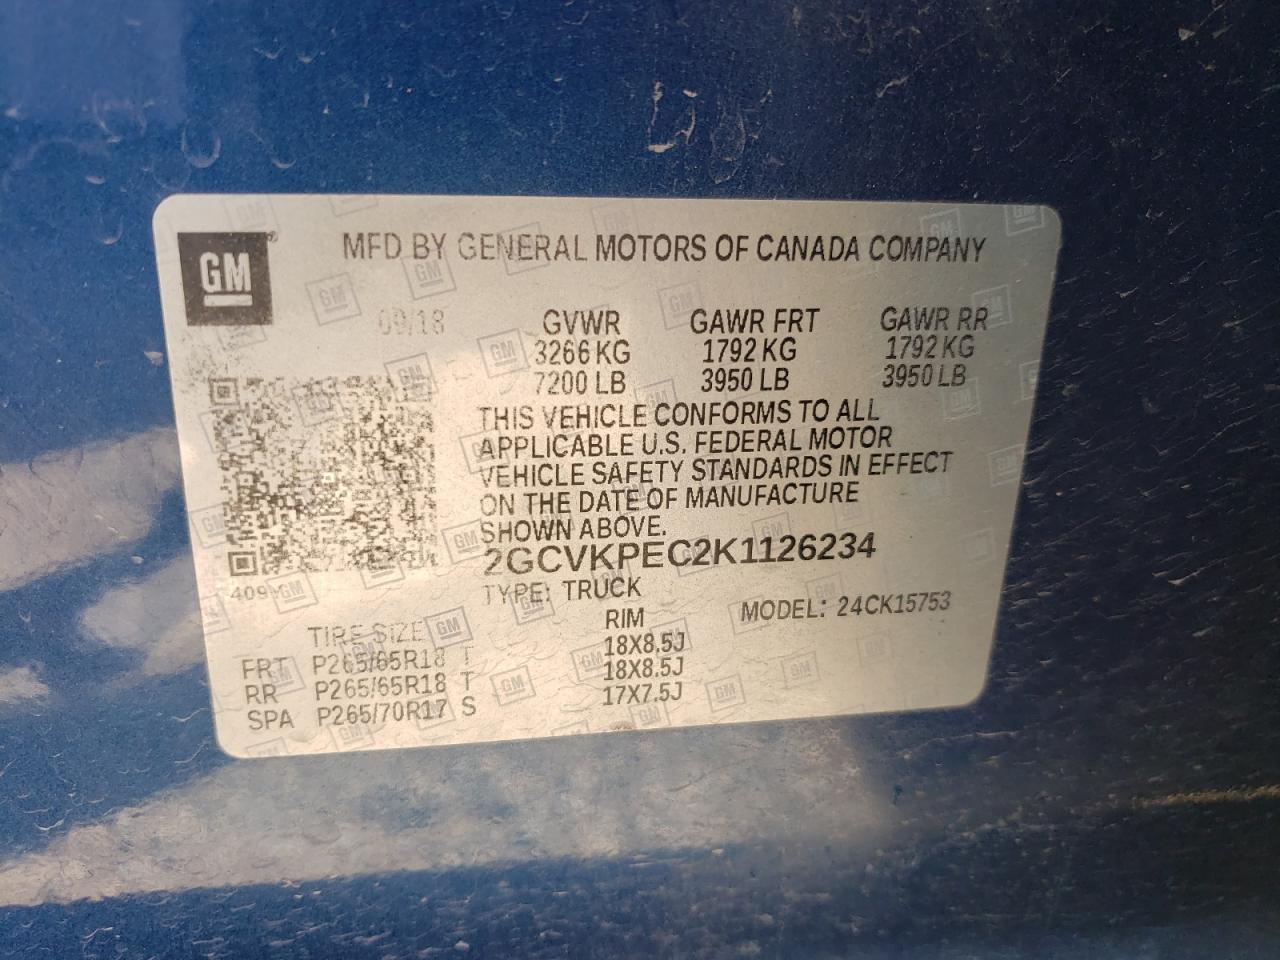 GM
MFD BY GENERAL MOTORS OF CANADA COMPANY
09/18 GVWR GAWR FRT GAWR RR
3266 KG 1792 KG 1792 KG
7200 LB 3950 LB 3950 LB
THIS VEHICLE CONFORMS TO ALL
APPLICABLE U.S. FEDERAL MOTOR
VEHICLE SAFETY STANDARDS IN EFFECT
ON THE DATE OF MANUFACTURE
SHOWN ABOVE.
2GCVKPEC2K1126234
TYPE: TRUCK
MODEL: 24CK15753
TIRE SIZE RIM
FRT P265/65R18 T 18X8.5J
RR P265/65R18 T 18X8.5J
SPA P265/70R17 S 17X7.5J